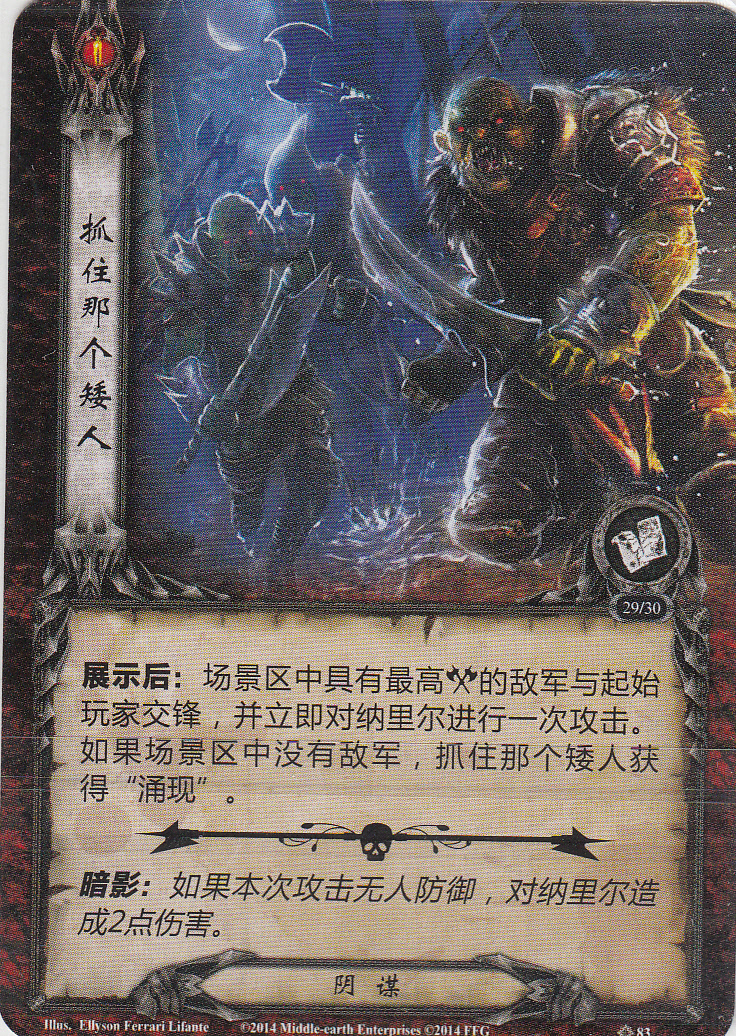 抓住那个矮人
29/30
展示后：场景区中具有最高的敌军与起始
玩家交锋，并立即对纳里尔进行一次攻击。
如果场景区中没有敌军，抓住那个矮人获
得“涌现”。
暗影：如果本次攻击无人防御，对纳里尔造
成2点伤害。
阴谋
Illus. Ellyson Ferrari Lifante ©2014 Middle-earth Enterprises ©2014 FFG 83